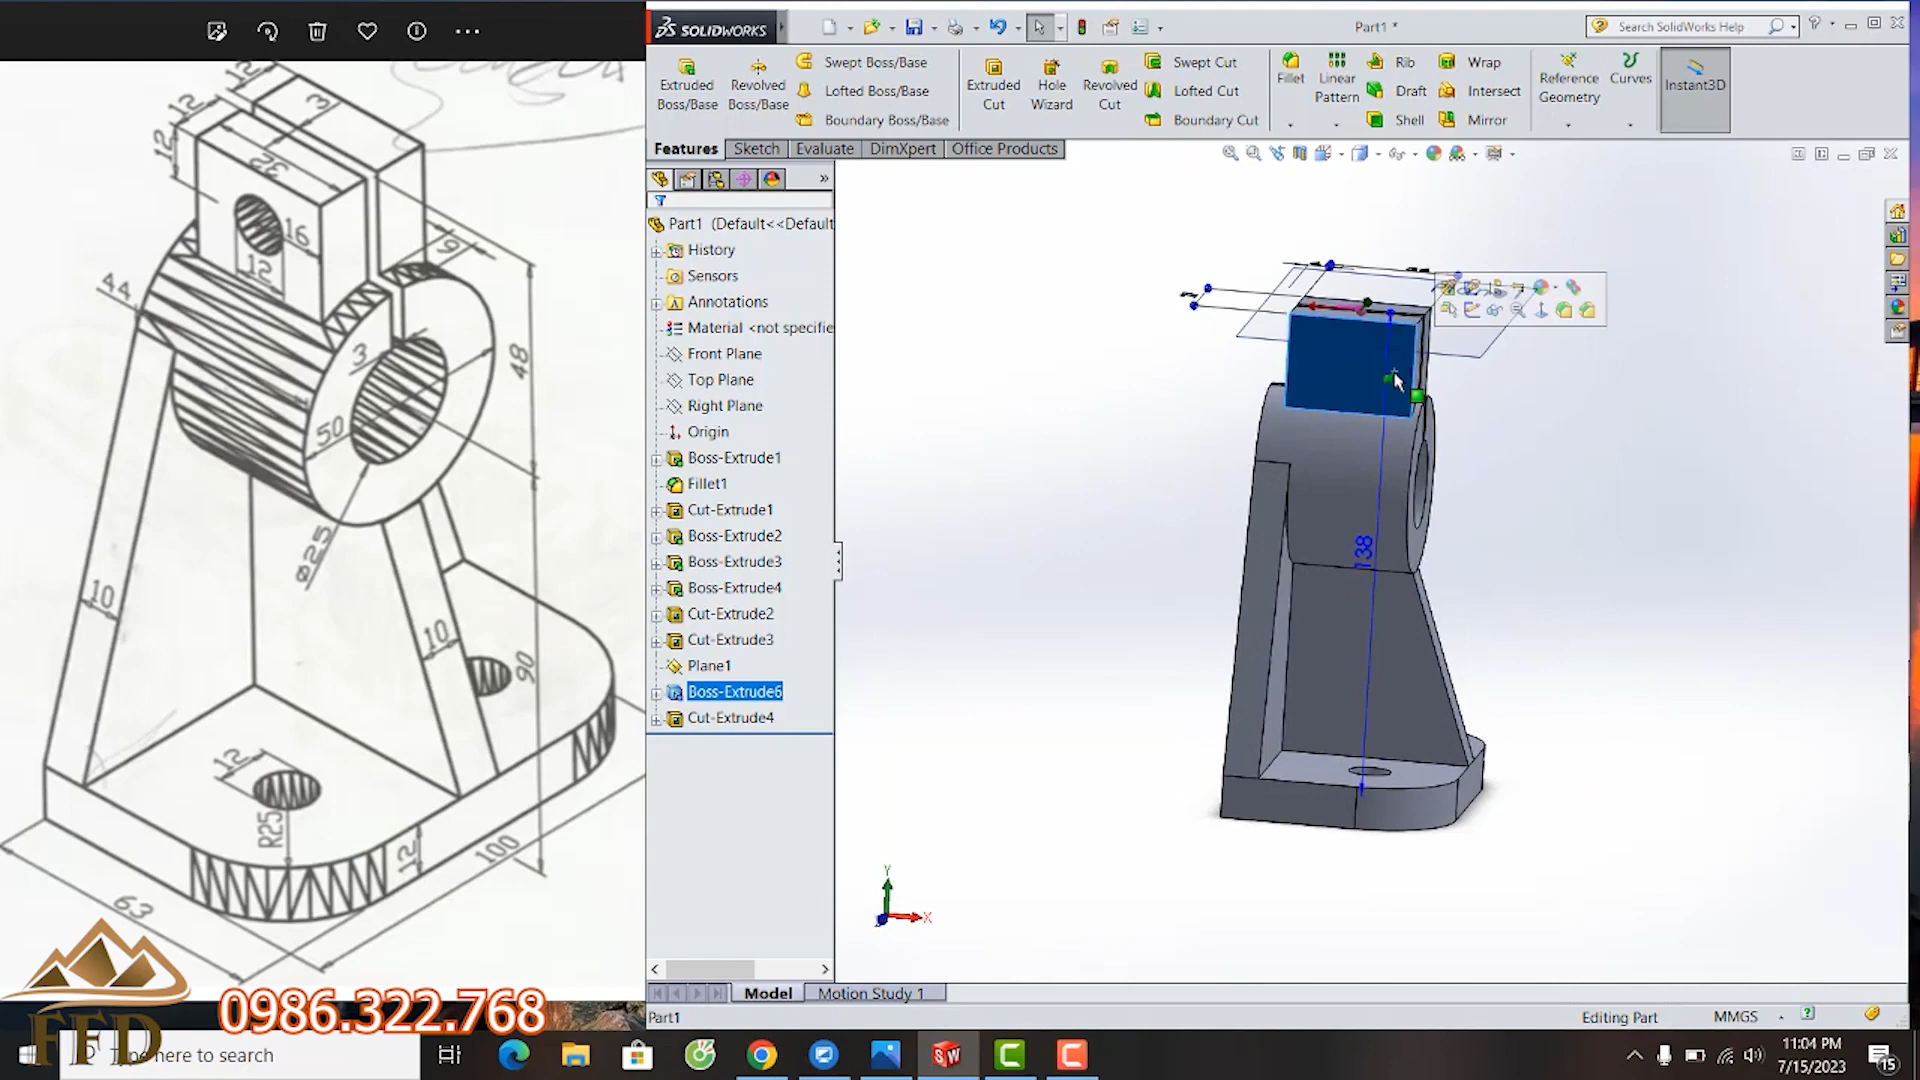 SOLIDWORKS
Part1 *
Search SolidWorks Help
Extruded Boss/Base
Revolved Boss/Base
Swept Boss/Base
Lofted Boss/Base
Boundary Boss/Base
Extruded Cut
Hole Wizard
Revolved Cut
Swept Cut
Lofted Cut
Boundary Cut
Fillet
Linear Pattern
Rib
Draft
Shell
Wrap
Intersect
Mirror
Reference Geometry
Curves
Instant3D
Features
Sketch
Evaluate
DimXpert
Office Products
Part1 (Default<<Default
History
Sensors
Annotations
Material <not specifie
Front Plane
Top Plane
Right Plane
Origin
Boss-Extrude1
Fillet1
Cut-Extrude1
Boss-Extrude2
Boss-Extrude3
Boss-Extrude4
Cut-Extrude2
Cut-Extrude3
Plane1
Boss-Extrude6
Cut-Extrude4
12
3
12
12
32
16
12
9
44
3
48
50
⌀25
10
10
90
12
R25
12
100
63
138
Y
X
Model
Motion Study 1
Part1
Editing Part
MMGS
FFD
0986.322.768
here to search
11:04 PM
7/15/2023
15